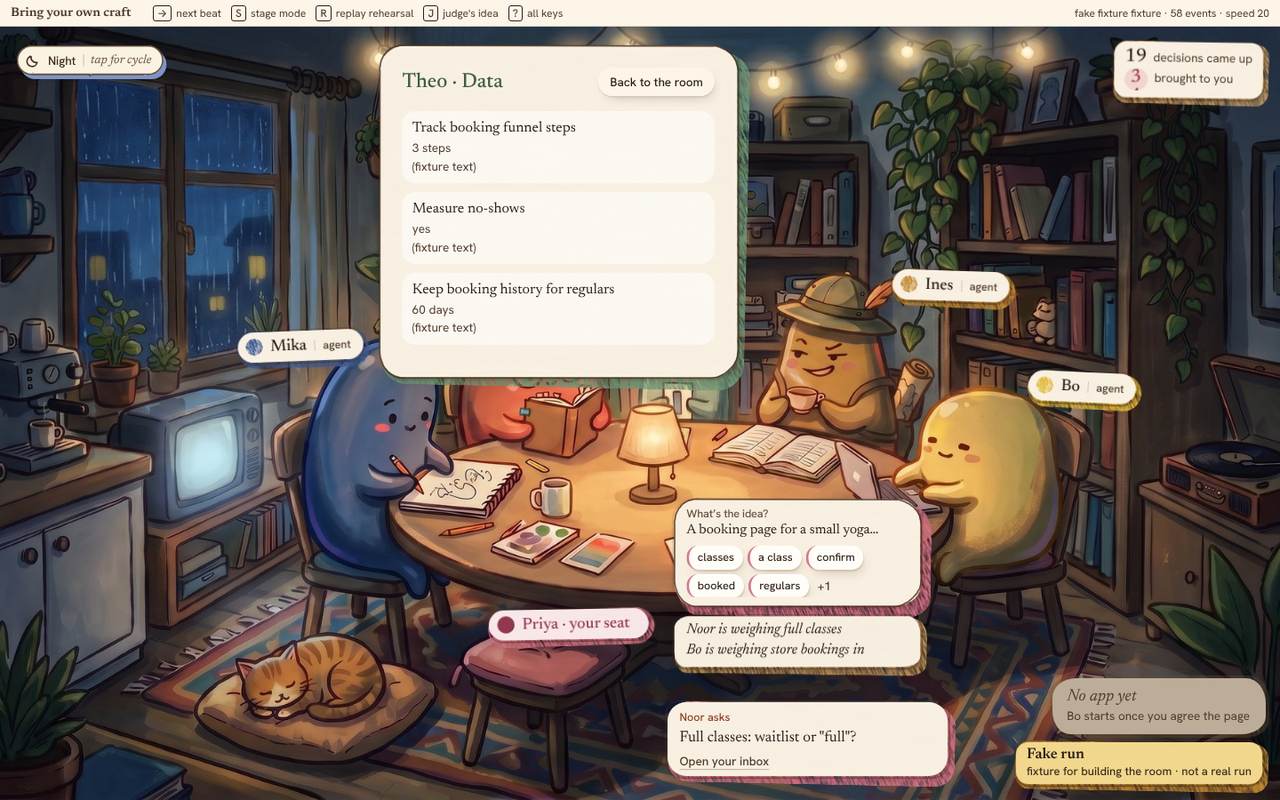 Bring your own craft
→ next beat
S stage mode
R replay rehearsal
J judge's idea
? all keys
fake fixture fixture · 58 events · speed 20
Night | tap for cycle
Theo · Data
Back to the room
Track booking funnel steps
3 steps
(fixture text)
Measure no-shows
yes
(fixture text)
Keep booking history for regulars
60 days
(fixture text)
19 decisions came up
3 brought to you
Ines | agent
Mika | agent
Bo | agent
What's the idea?
A booking page for a small yoga…
classes
a class
confirm
booked
regulars
+1
Priya · your seat
Noor is weighing full classes
Bo is weighing store bookings in
Noor asks
Full classes: waitlist or "full"?
Open your inbox
No app yet
Bo starts once you agree the page
Fake run
fixture for building the room · not a real run